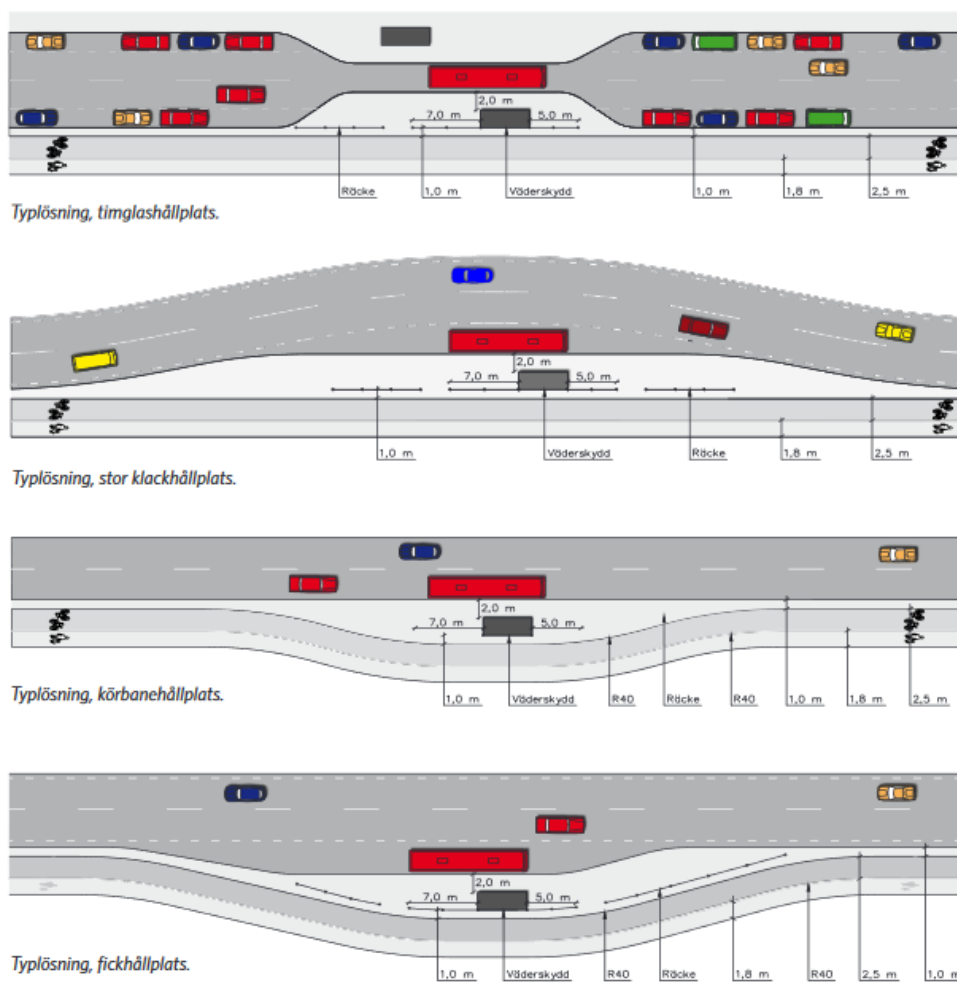 2,0 m
7,0 m 5,0 m
Räcke 1,0 m Väderskydd 1,0 m 1,8 m 2,5 m
Typlösning, timglashållplats.
2,0 m
7,0 m 5,0 m
1,0 m Väderskydd Räcke 1,8 m 2,5 m
Typlösning, stor klackhållplats.
2,0 m
7,0 m 5,0 m
Typlösning, körbanehållplats.
1,0 m Väderskydd R40 Räcke R40 1,0 m 1,8 m 2,5 m
2,0 m
7,0 m 5,0 m
Typlösning, fickhållplats.
1,0 m Väderskydd R40 Räcke 1,8 m R40 2,5 m 1,0 m